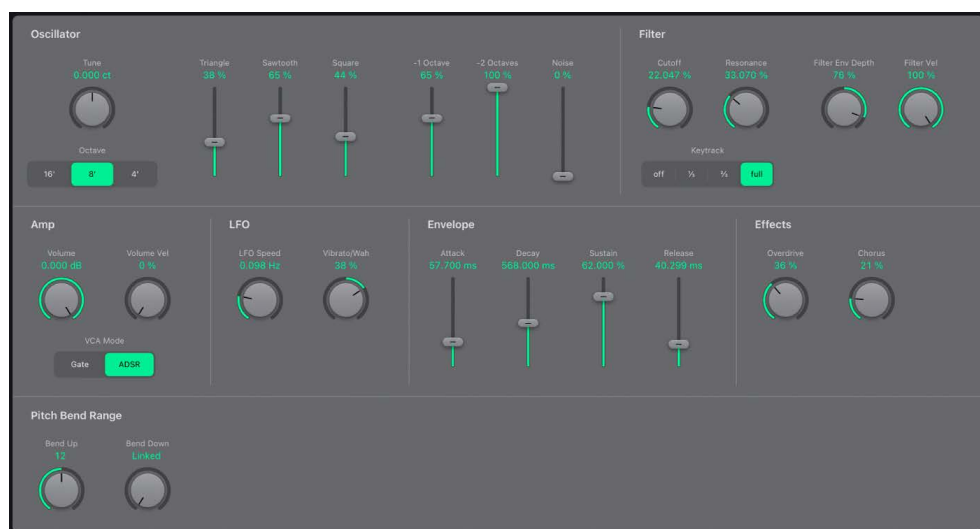 Oscillator
Filter
Tune
Triangle
Sawtooth
Square
-1 Octave
-2 Octaves
Noise
Cutoff
Resonance
Filter Env Depth
Filter Vel
0.000 ct
38 %
65 %
44 %
65 %
100 %
0 %
22.047 %
33.070 %
76 %
100 %
Octave
16'
8'
4'
Keytrack
off
⅓
⅔
full
Amp
LFO
Envelope
Effects
Volume
Volume Vel
LFO Speed
Vibrato/Wah
Attack
Decay
Sustain
Release
Overdrive
Chorus
0.000 dB
0 %
0.098 Hz
38 %
57.700 ms
568.000 ms
62.000 %
40.299 ms
36 %
21 %
VCA Mode
Gate
ADSR
Pitch Bend Range
Bend Up
Bend Down
12
Linked